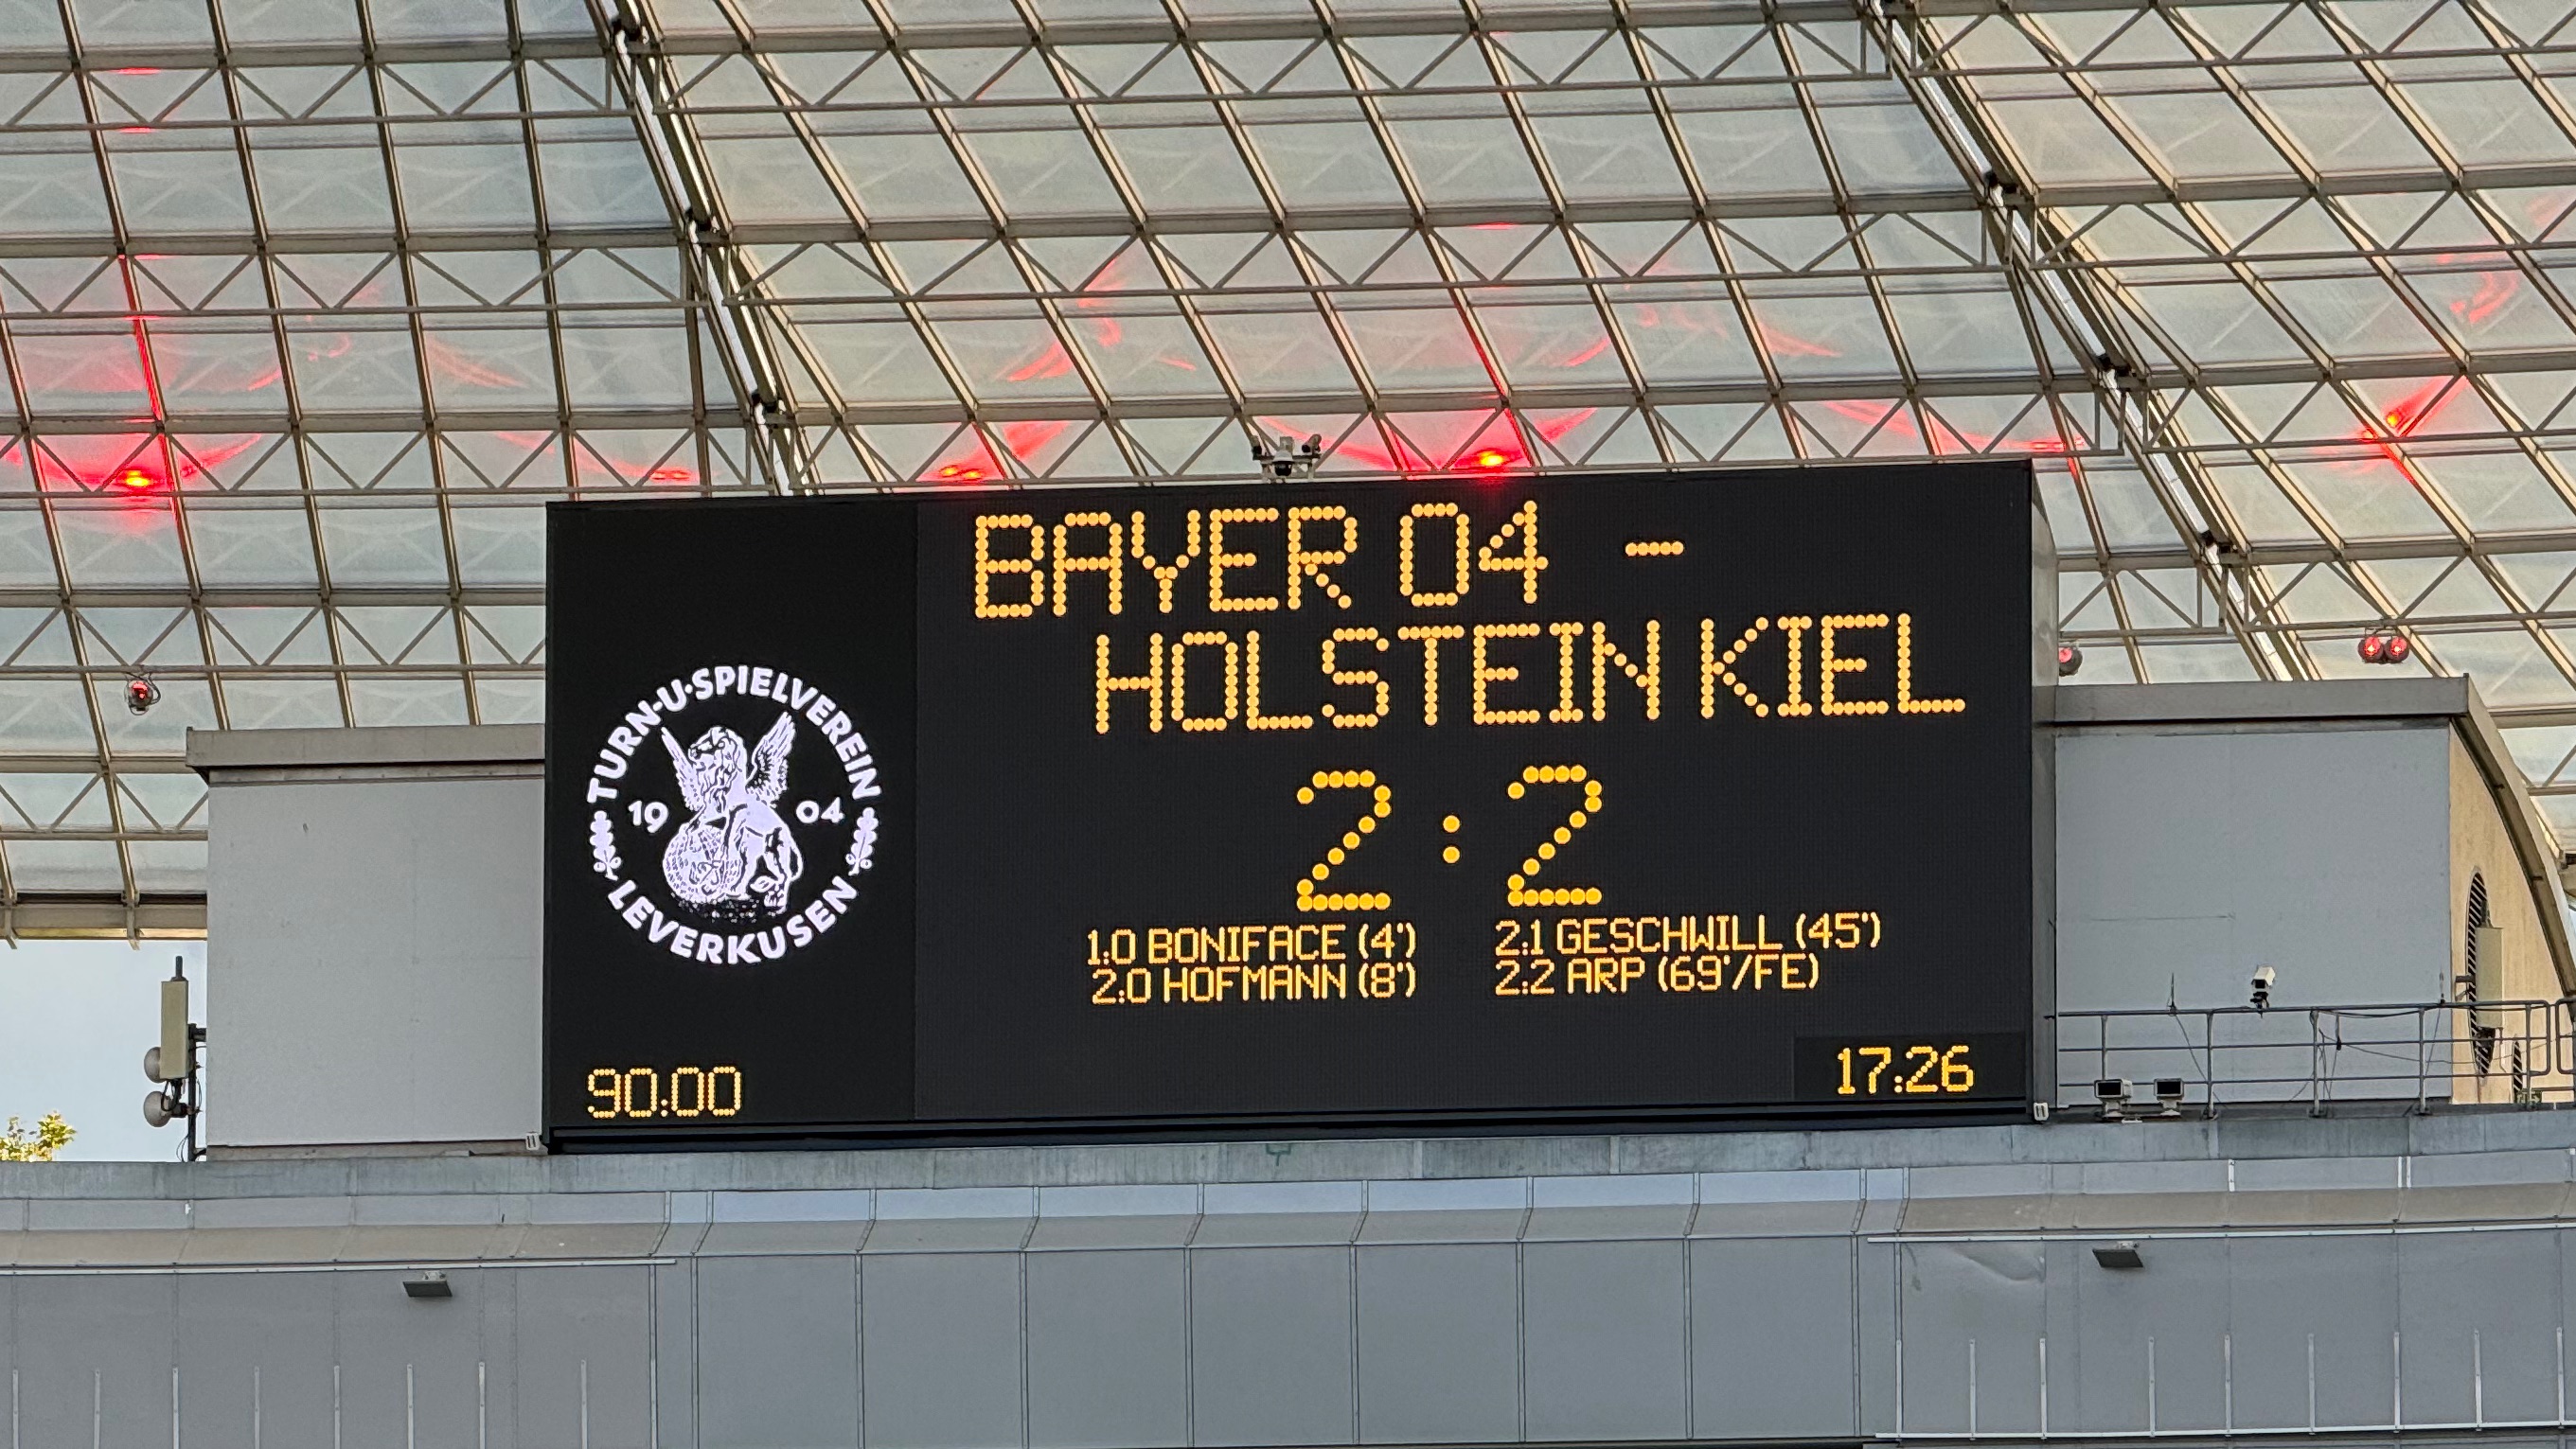 BAYER 04 -
HOLSTEIN KIEL
2 : 2
1:0 BONIFACE (4') 2:1 GESCHWILL (45')
2:0 HOFMANN (8') 2:2 ARP (69'/FE)
TURN-U·SPIELVEREIN
19 04
LEVERKUSEN
90:00 17:26